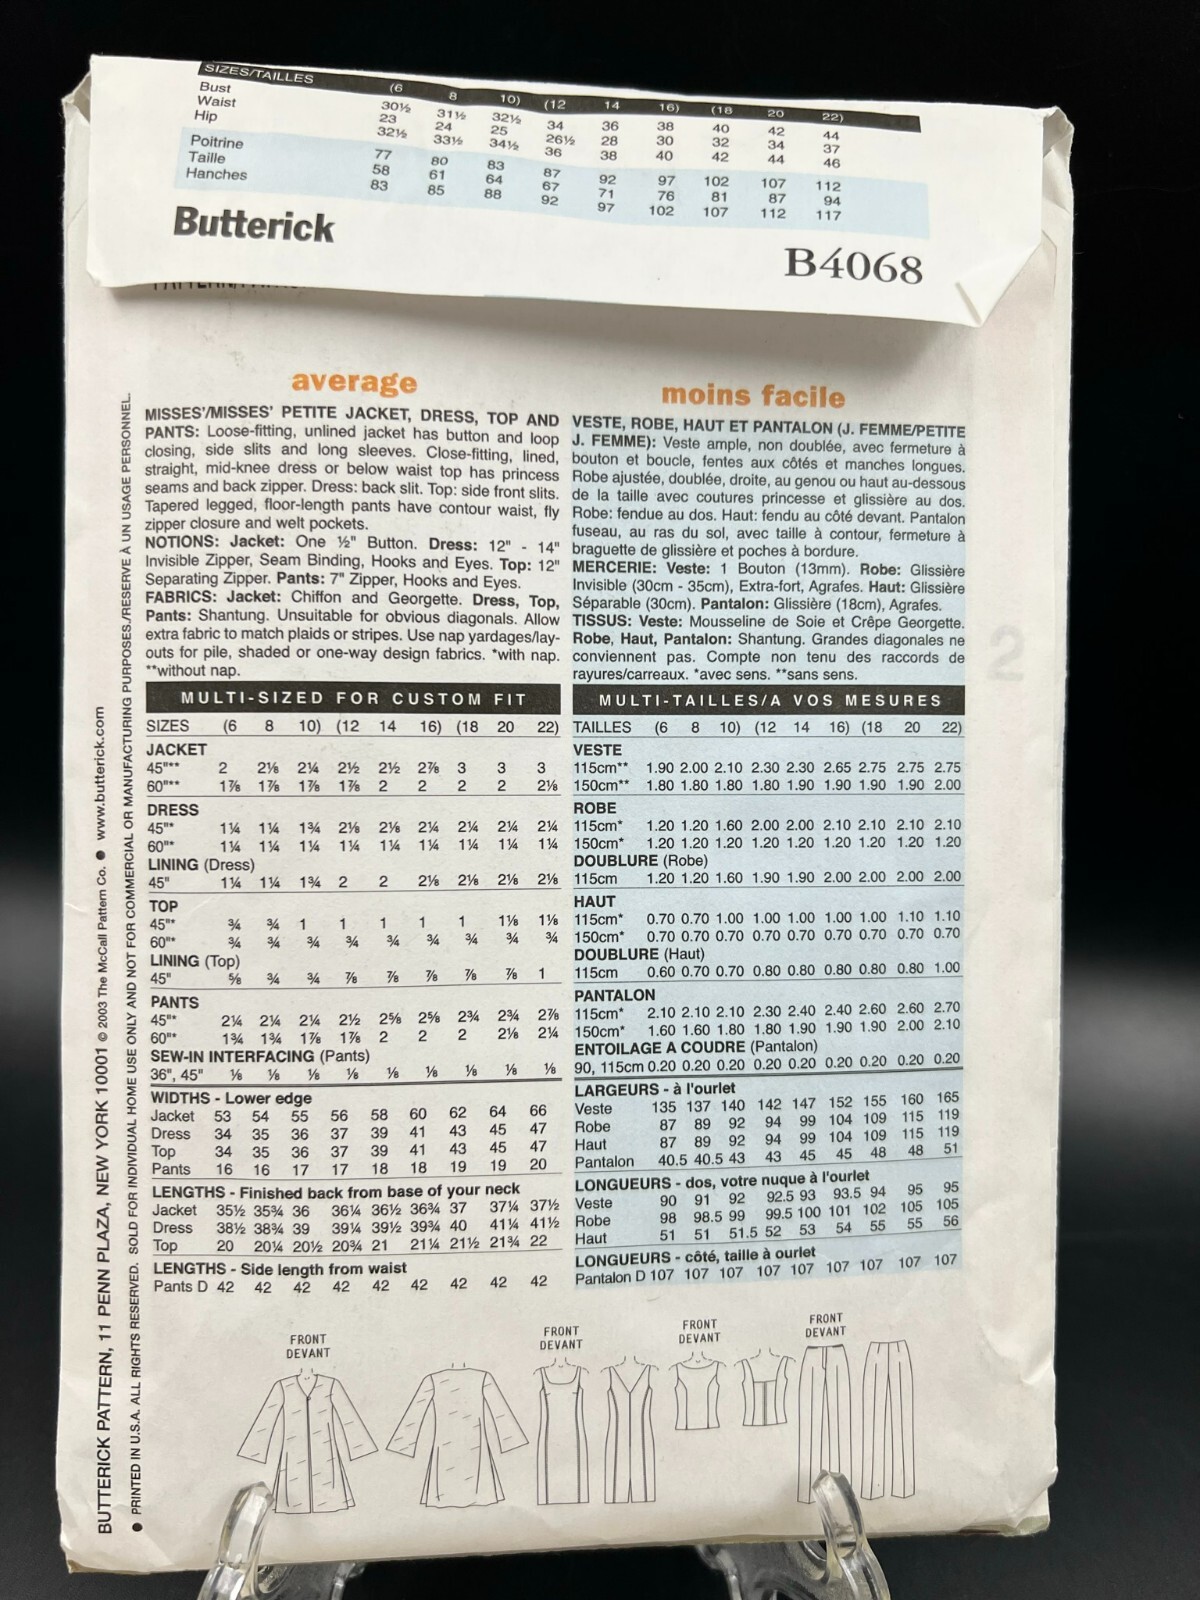 SIZES/TAILLES (6 8 10) (12 14 16) (18 20 22)
Bust 30½ 31½ 32½ 34 36 38 40 42 44
Waist 23 24 25 26½ 28 30 32 34 37
Hip 32½ 33½ 34½ 36 38 40 42 44 46
Poitrine 77 80 83 87 92 97 102 107 112
Taille 58 61 64 67 71 76 81 87 94
Hanches 83 85 88 92 97 102 107 112 117
Butterick
B4068
average
MISSES'/MISSES' PETITE JACKET, DRESS, TOP AND
PANTS: Loose-fitting, unlined jacket has button and loop
closing, side slits and long sleeves. Close-fitting, lined,
straight, mid-knee dress or below waist top has princess
seams and back zipper. Dress: back slit. Top: side front slits.
Tapered legged, floor-length pants have contour waist, fly
zipper closure and welt pockets.
NOTIONS: Jacket: One ½" Button. Dress: 12" - 14"
Invisible Zipper, Seam Binding, Hooks and Eyes. Top: 12"
Separating Zipper. Pants: 7" Zipper, Hooks and Eyes.
FABRICS: Jacket: Chiffon and Georgette. Dress, Top,
Pants: Shantung. Unsuitable for obvious diagonals. Allow
extra fabric to match plaids or stripes. Use nap yardages/lay-
outs for pile, shaded or one-way design fabrics. *with nap.
**without nap.
MULTI-SIZED FOR CUSTOM FIT
SIZES (6 8 10) (12 14 16) (18 20 22)
JACKET
45"** 2 2⅛ 2¼ 2½ 2½ 2⅞ 3 3 3
60"** 1⅞ 1⅞ 1⅞ 1⅞ 2 2 2 2 2⅛
DRESS
45"* 1¼ 1¼ 1¾ 2⅛ 2⅛ 2¼ 2¼ 2¼ 2¼
60"* 1¼ 1¼ 1¼ 1¼ 1¼ 1¼ 1¼ 1¼ 1¼
LINING (Dress)
45" 1¼ 1¼ 1¾ 2 2 2⅛ 2⅛ 2⅛ 2⅛
TOP
45"* ¾ ¾ 1 1 1 1 1 1⅛ 1⅛
60"* ¾ ¾ ¾ ¾ ¾ ¾ ¾ ¾ ¾
LINING (Top)
45" ⅝ ¾ ¾ ⅞ ⅞ ⅞ ⅞ ⅞ 1
PANTS
45"* 2¼ 2¼ 2¼ 2½ 2⅝ 2⅝ 2¾ 2¾ 2⅞
60"* 1¾ 1¾ 1⅞ 1⅞ 2 2 2 2⅛ 2¼
SEW-IN INTERFACING (Pants)
36", 45" ⅛ ⅛ ⅛ ⅛ ⅛ ⅛ ⅛ ⅛ ⅛
WIDTHS - Lower edge
Jacket 53 54 55 56 58 60 62 64 66
Dress 34 35 36 37 39 41 43 45 47
Top 34 35 36 37 39 41 43 45 47
Pants 16 16 17 17 18 18 19 19 20
LENGTHS - Finished back from base of your neck
Jacket 35½ 35¾ 36 36¼ 36½ 36¾ 37 37¼ 37½
Dress 38½ 38¾ 39 39¼ 39½ 39¾ 40 41¼ 41½
Top 20 20¼ 20½ 20¾ 21 21¼ 21½ 21¾ 22
LENGTHS - Side length from waist
Pants D 42 42 42 42 42 42 42 42 42
moins facile
VESTE, ROBE, HAUT ET PANTALON (J. FEMME/PETITE
J. FEMME): Veste ample, non doublée, avec fermeture à
bouton et boucle, fentes aux côtés et manches longues.
Robe ajustée, doublée, droite, au genou ou haut au-dessous
de la taille avec coutures princesse et glissière au dos.
Robe: fendue au dos. Haut: fendu au côté devant. Pantalon
fuseau, au ras du sol, avec taille à contour, fermeture à
braguette de glissière et poches à bordure.
MERCERIE: Veste: 1 Bouton (13mm). Robe: Glissière
Invisible (30cm - 35cm), Extra-fort, Agrafes. Haut: Glissière
Séparable (30cm). Pantalon: Glissière (18cm), Agrafes.
TISSUS: Veste: Mousseline de Soie et Crêpe Georgette.
Robe, Haut, Pantalon: Shantung. Grandes diagonales ne
conviennent pas. Compte non tenu des raccords de
rayures/carreaux. *avec sens. **sans sens.
MULTI-TAILLES/A VOS MESURES
TAILLES (6 8 10) (12 14 16) (18 20 22)
VESTE
115cm** 1.90 2.00 2.10 2.30 2.30 2.65 2.75 2.75 2.75
150cm** 1.80 1.80 1.80 1.80 1.90 1.90 1.90 1.90 2.00
ROBE
115cm* 1.20 1.20 1.60 2.00 2.00 2.10 2.10 2.10 2.10
150cm* 1.20 1.20 1.20 1.20 1.20 1.20 1.20 1.20 1.20
DOUBLURE (Robe)
115cm 1.20 1.20 1.60 1.90 1.90 2.00 2.00 2.00 2.00
HAUT
115cm* 0.70 0.70 1.00 1.00 1.00 1.00 1.00 1.10 1.10
150cm* 0.70 0.70 0.70 0.70 0.70 0.70 0.70 0.70 0.70
DOUBLURE (Haut)
115cm 0.60 0.70 0.70 0.80 0.80 0.80 0.80 0.80 1.00
PANTALON
115cm* 2.10 2.10 2.10 2.30 2.40 2.40 2.60 2.60 2.70
150cm* 1.60 1.60 1.80 1.80 1.90 1.90 1.90 2.00 2.10
ENTOILAGE A COUDRE (Pantalon)
90, 115cm 0.20 0.20 0.20 0.20 0.20 0.20 0.20 0.20 0.20
LARGEURS - à l'ourlet
Veste 135 137 140 142 147 152 155 160 165
Robe 87 89 92 94 99 104 109 115 119
Haut 87 89 92 94 99 104 109 115 119
Pantalon 40.5 40.5 43 43 45 45 48 48 51
LONGUEURS - dos, votre nuque à l'ourlet
Veste 90 91 92 92.5 93 93.5 94 95 95
Robe 98 98.5 99 99.5 100 101 102 105 105
Haut 51 51 51.5 52 53 54 55 55 56
LONGUEURS - côté, taille à ourlet
Pantalon D 107 107 107 107 107 107 107 107 107
FRONT
DEVANT
FRONT
DEVANT
FRONT
DEVANT
FRONT
DEVANT
BUTTERICK PATTERN, 11 PENN PLAZA, NEW YORK 10001 © 2003 The McCall Pattern Co. ● www.butterick.com
● PRINTED IN U.S.A. ALL RIGHTS RESERVED. SOLD FOR INDIVIDUAL HOME USE ONLY AND NOT FOR COMMERCIAL OR MANUFACTURING PURPOSES./RESERVE À UN USAGE PERSONNEL.
2